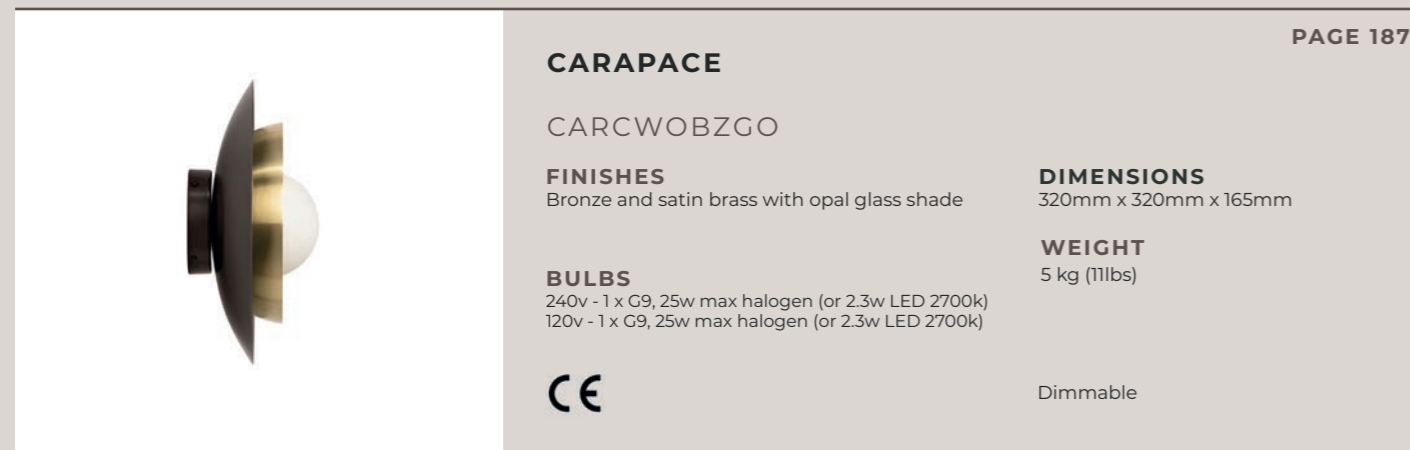 PAGE 187
CARAPACE
CARCWOBZGO
FINISHES
Bronze and satin brass with opal glass shade
DIMENSIONS
320mm x 320mm x 165mm
WEIGHT
5 kg (11lbs)
BULBS
240v - 1 x G9, 25w max halogen (or 2.3w LED 2700k)
120v - 1 x G9, 25w max halogen (or 2.3w LED 2700k)
CE
Dimmable